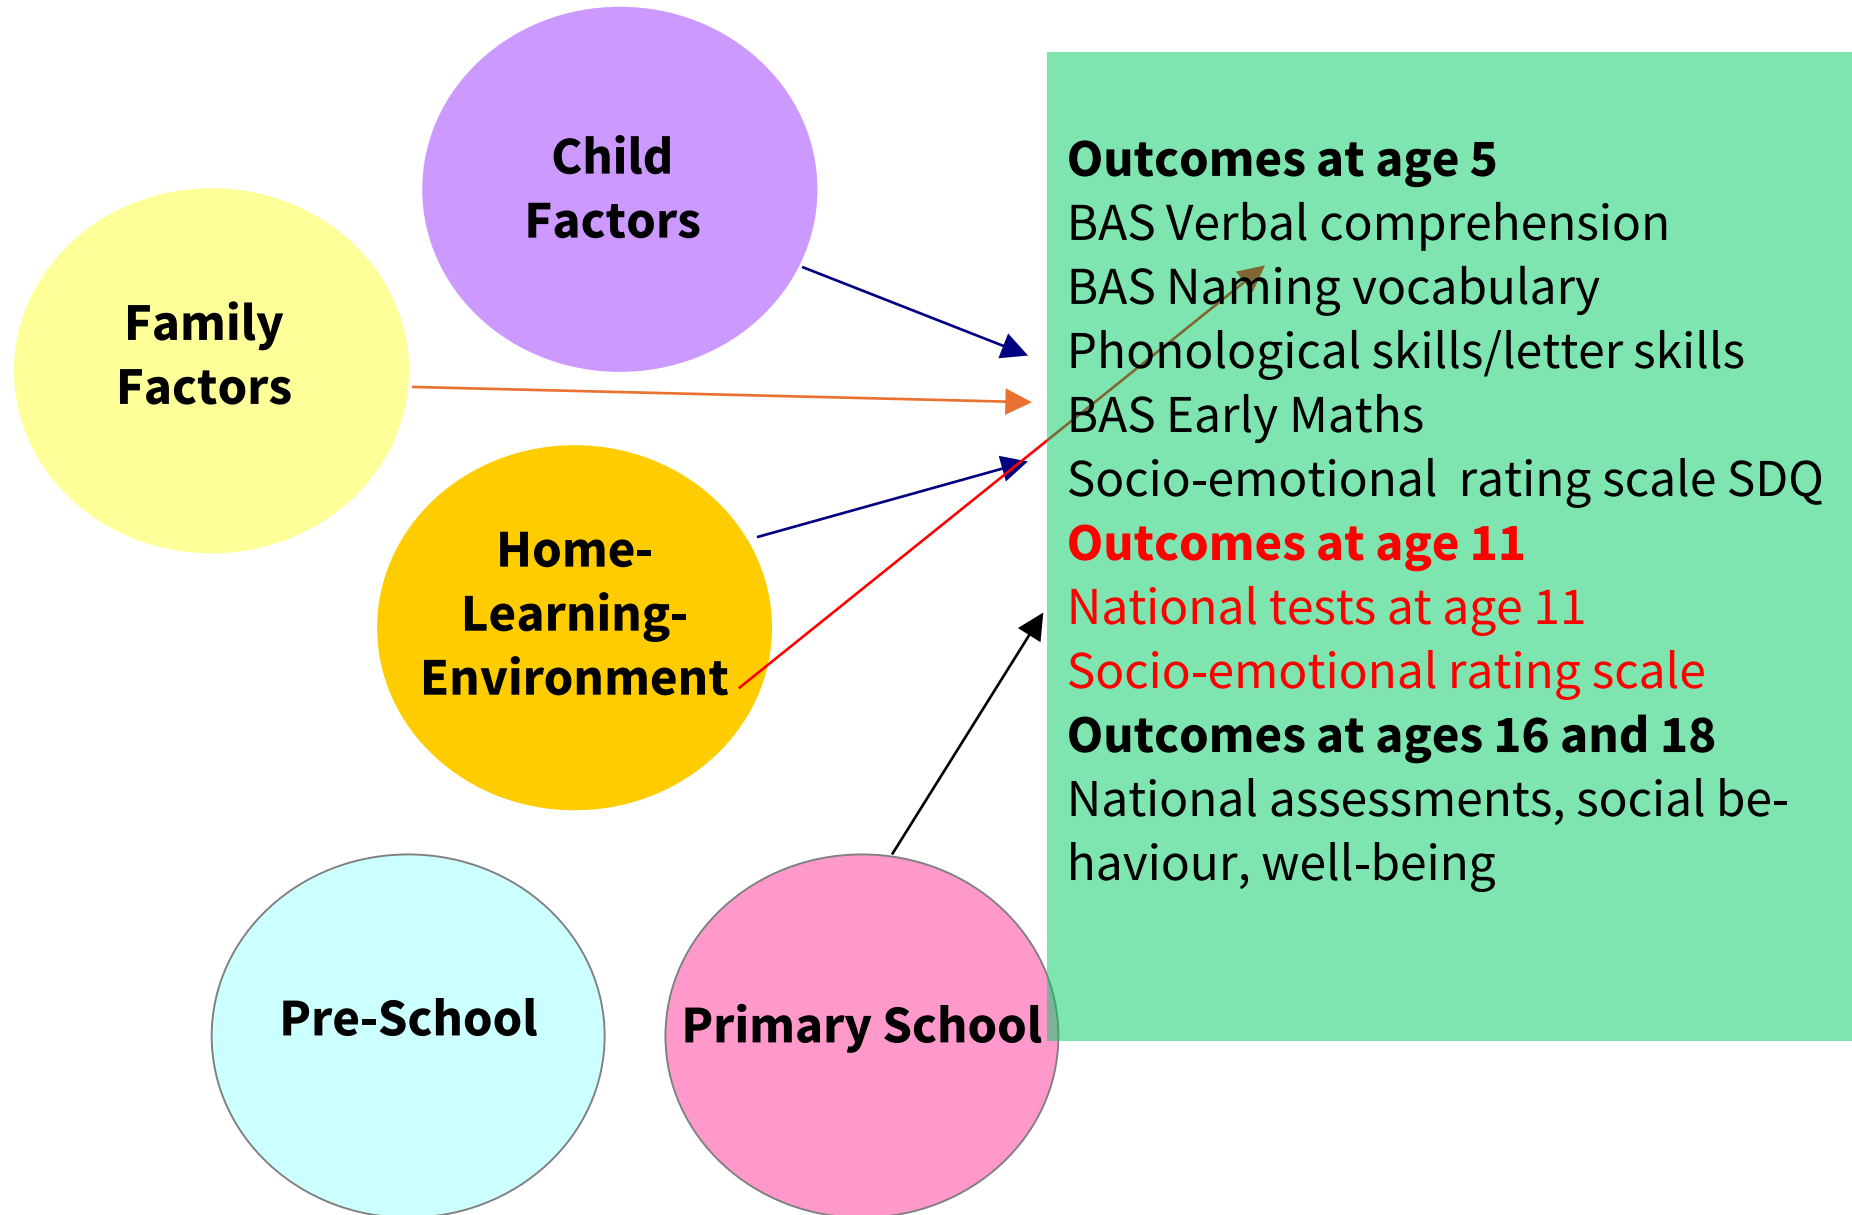 Child
Factors
Family
Factors
Home-
Learning-
Environment
Pre-School
Primary School
Outcomes at age 5
BAS Verbal comprehension
BAS Naming vocabulary
Phonological skills/letter skills
BAS Early Maths
Socio-emotional  rating scale SDQ
Outcomes at age 11
National tests at age 11
Socio-emotional rating scale
Outcomes at ages 16 and 18
National assessments, social be-
haviour, well-being